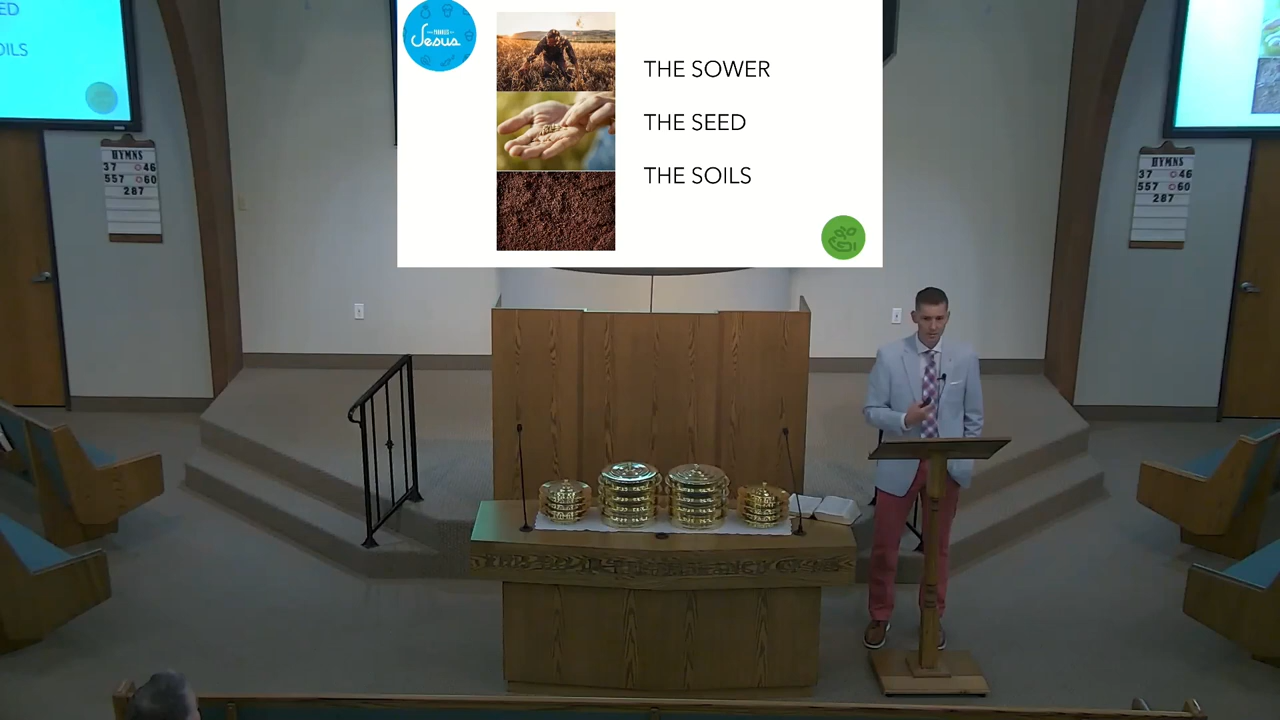 ED
OILS
HYMNS
37 46
557 60
287
Jesus
THE SOWER
THE SEED
THE SOILS
HYMNS
37 46
557 60
287